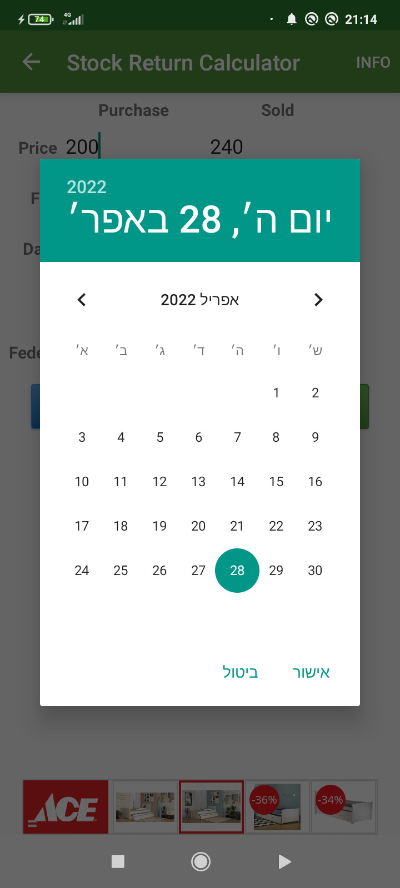 74 4G 21:14
Stock Return Calculator INFO
Purchase Sold
Price 200 240
F
Da
Fede
2022
יום ה׳, 28 באפר׳
אפריל 2022
א׳ ב׳ ג׳ ד׳ ה׳ ו׳ ש׳
1 2
3 4 5 6 7 8 9
10 11 12 13 14 15 16
17 18 19 20 21 22 23
24 25 26 27 28 29 30
ביטול אישור
ACE -36% -34%